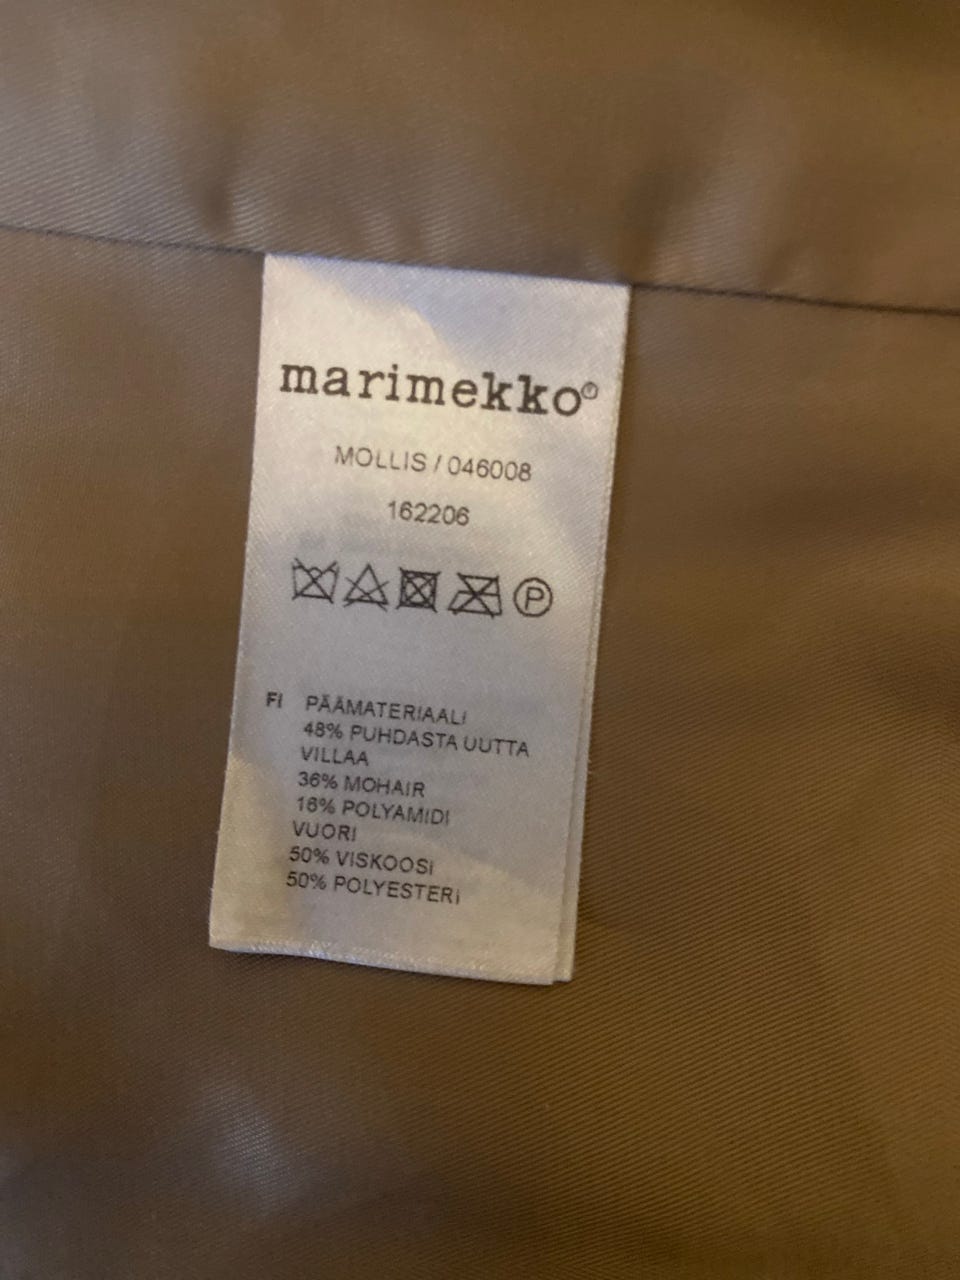 marimekko®
MOLLIS / 046008
162206
P
FI PÄÄMATERIAALI
48% PUHDASTA UUTTA
VILLAA
36% MOHAIR
16% POLYAMIDI
VUORI
50% VISKOOSI
50% POLYESTERI